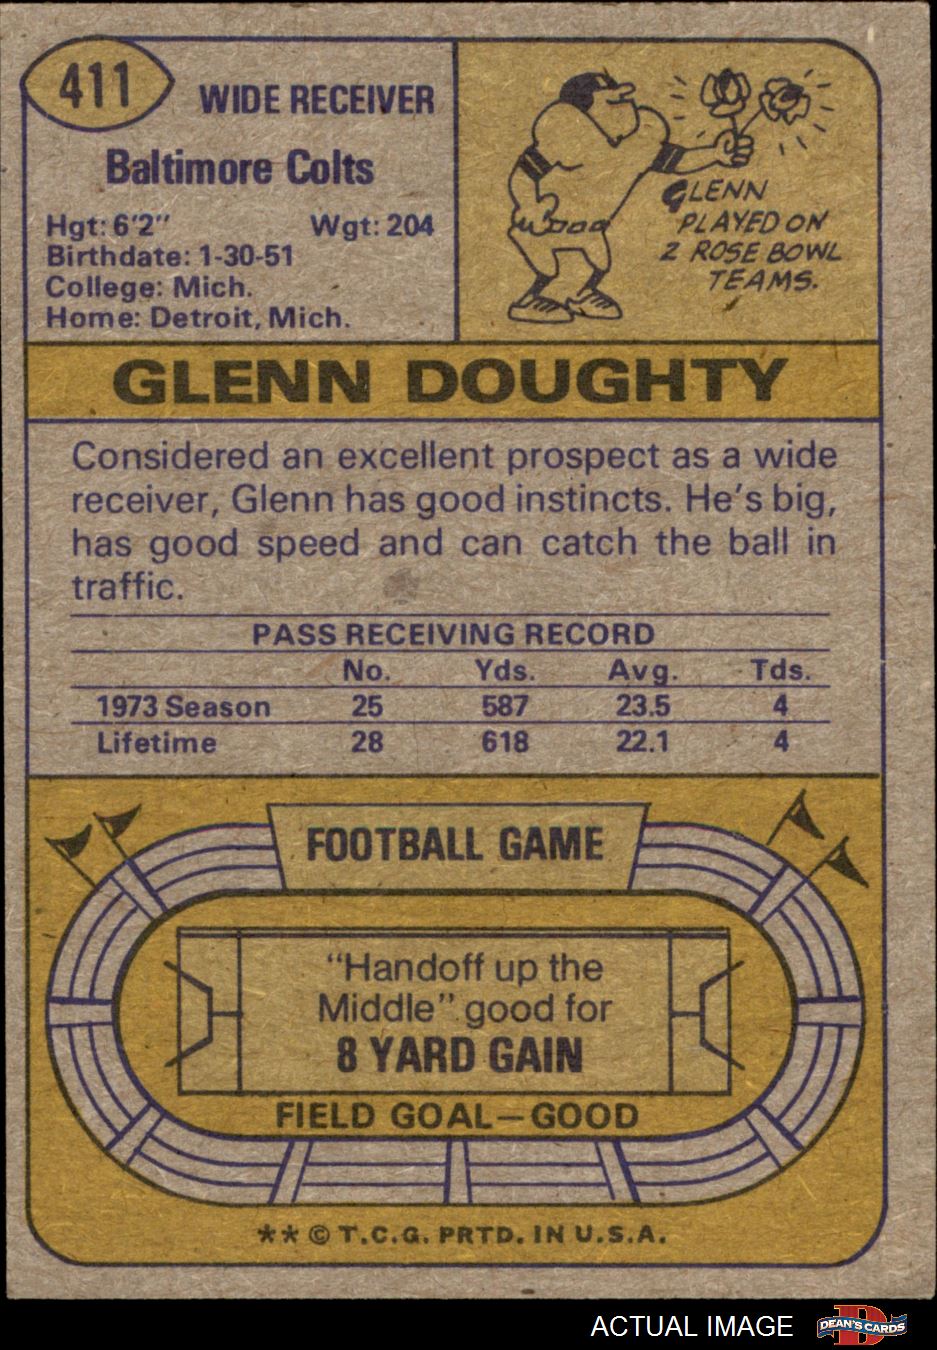 411
WIDE RECEIVER
Baltimore Colts
Hgt: 6'2" Wgt: 204
Birthdate: 1-30-51
College: Mich.
Home: Detroit, Mich.
GLENN
PLAYED ON
2 ROSE BOWL
TEAMS.
GLENN DOUGHTY
Considered an excellent prospect as a wide
receiver, Glenn has good instincts. He's big,
has good speed and can catch the ball in
traffic.
PASS RECEIVING RECORD
No. Yds. Avg. Tds.
1973 Season 25 587 23.5 4
Lifetime 28 618 22.1 4
FOOTBALL GAME
"Handoff up the
Middle" good for
8 YARD GAIN
FIELD GOAL—GOOD
** © T.C.G. PRTD. IN U.S.A.
ACTUAL IMAGE
DEAN'S CARDS